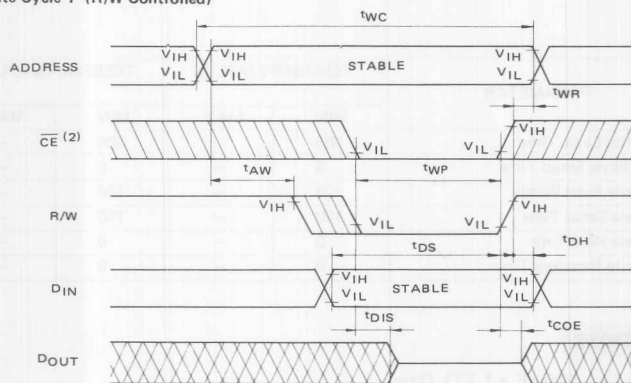 Cycle 1 (R/W Controlled)
tWC
ADDRESS
VIH
VIL
VIH
VIL
STABLE
VIH
VIL
tWR
CE (2)
VIH
VIL
VIL
tAW
tWP
R/W
VIH
VIL
VIL
VIH
tDS
tDH
DIN
VIH
VIL
STABLE
VIH
VIL
tDIS
tCOE
DOUT